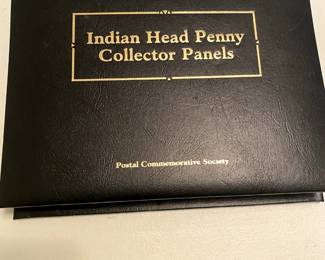 Indian Head Penny
Collector Panels
Postal Commemorative Society